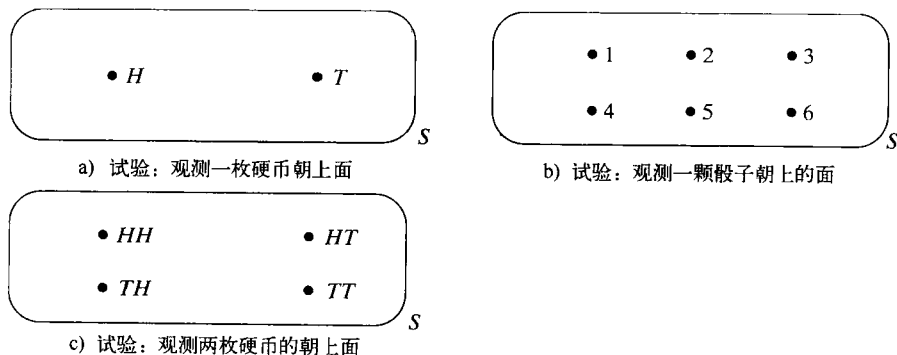 H T
S
a) 试验：观测一枚硬币朝上面
1 2 3
4 5 6
S
b) 试验：观测一颗骰子朝上的面
HH HT
TH TT
S
c) 试验：观测两枚硬币的朝上面